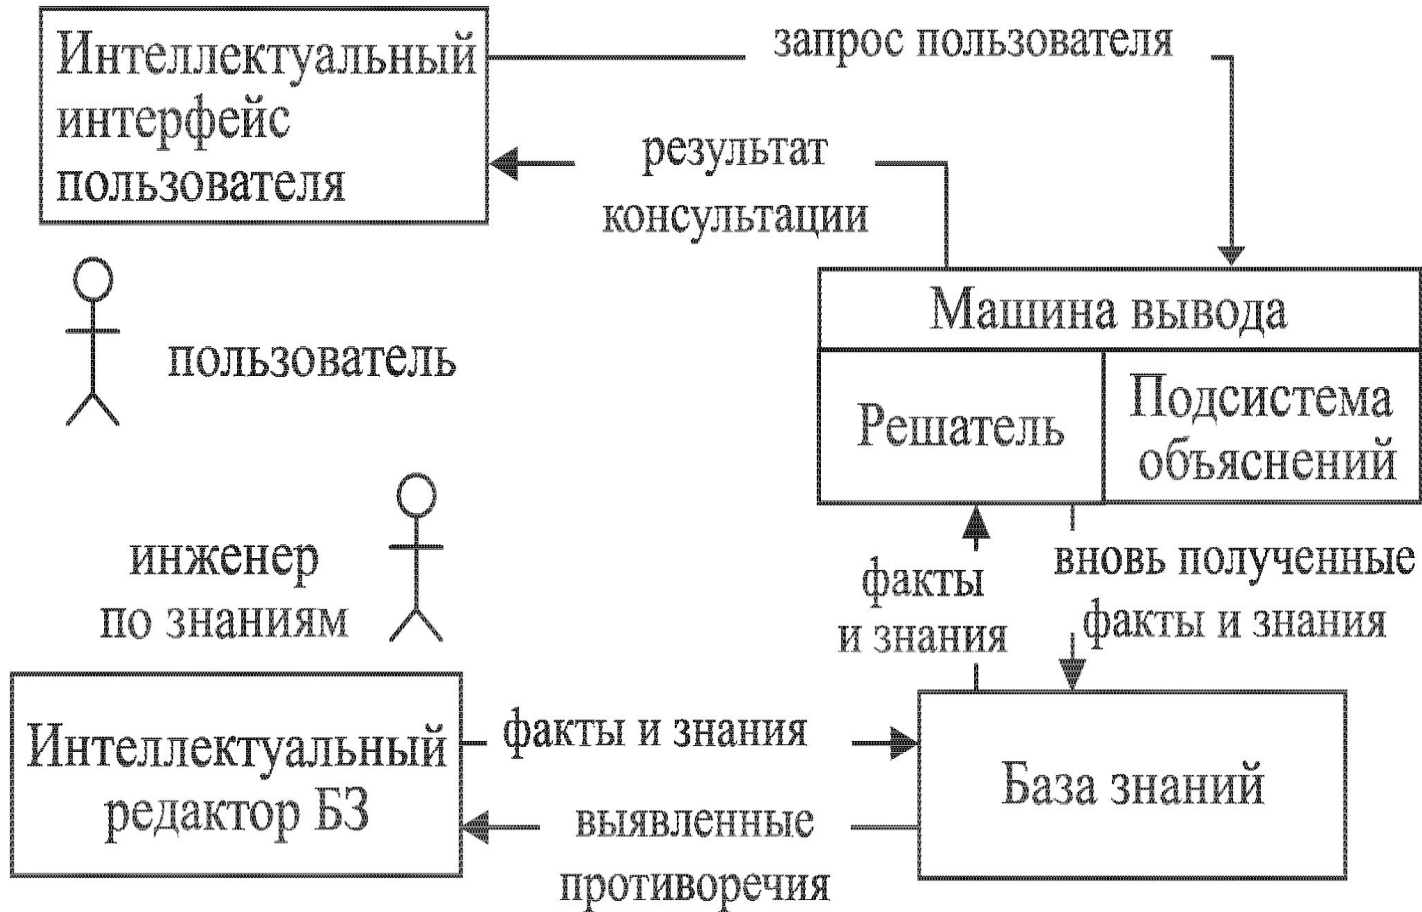 Интеллектуальный
интерфейс
пользователя
запрос пользователя
результат
консультации
пользователь
Машина вывода
Решатель
Подсистема
объяснений
инженер
по знаниям
факты
и знания
вновь полученные
факты и знания
Интеллектуальный
редактор БЗ
факты и знания
выявленные
противоречия
База знаний